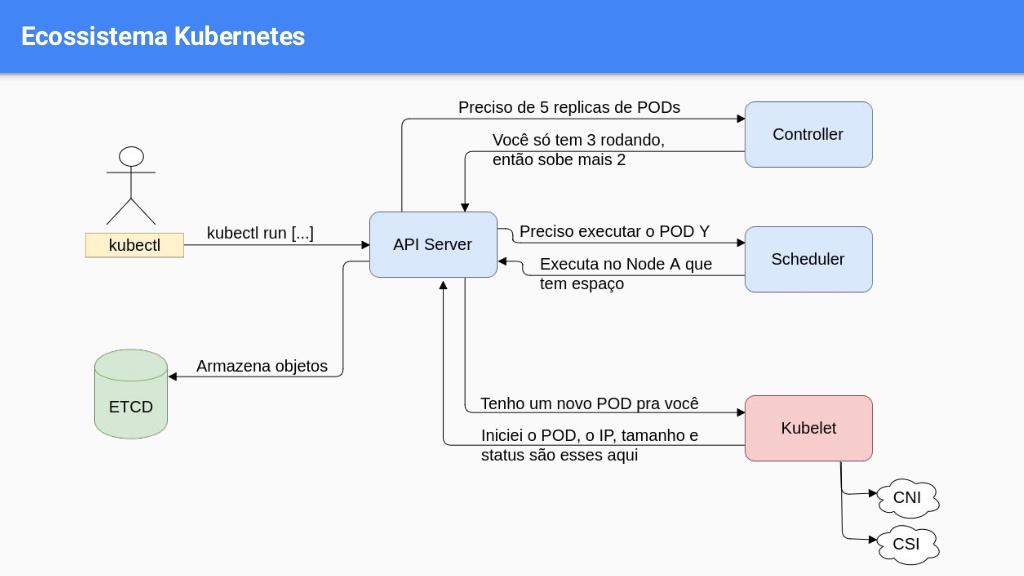 Ecossistema Kubernetes
Preciso de 5 replicas de PODs
Controller
Você só tem 3 rodando,
então sobe mais 2
kubectl
kubectl run [...]
API Server
Preciso executar o POD Y
Scheduler
Executa no Node A que
tem espaço
Armazena objetos
ETCD
Tenho um novo POD pra você
Kubelet
Iniciei o POD, o IP, tamanho e
status são esses aqui
CNI
CSI